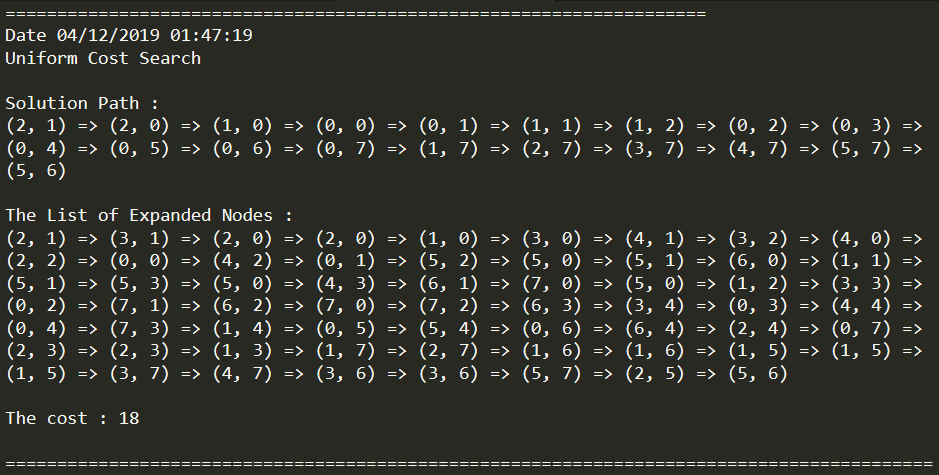 ====================================================================
Date 04/12/2019 01:47:19
Uniform Cost Search
Solution Path :
(2, 1) => (2, 0) => (1, 0) => (0, 0) => (0, 1) => (1, 1) => (1, 2) => (0, 2) => (0, 3) =>
(0, 4) => (0, 5) => (0, 6) => (0, 7) => (1, 7) => (2, 7) => (3, 7) => (4, 7) => (5, 7) =>
(5, 6)
The List of Expanded Nodes :
(2, 1) => (3, 1) => (2, 0) => (2, 0) => (1, 0) => (3, 0) => (4, 1) => (3, 2) => (4, 0) =>
(2, 2) => (0, 0) => (4, 2) => (0, 1) => (5, 2) => (5, 0) => (5, 1) => (6, 0) => (1, 1) =>
(5, 1) => (5, 3) => (5, 0) => (4, 3) => (6, 1) => (7, 0) => (5, 0) => (1, 2) => (3, 3) =>
(0, 2) => (7, 1) => (6, 2) => (7, 0) => (7, 2) => (6, 3) => (3, 4) => (0, 3) => (4, 4) =>
(0, 4) => (7, 3) => (1, 4) => (0, 5) => (5, 4) => (0, 6) => (6, 4) => (2, 4) => (0, 7) =>
(2, 3) => (2, 3) => (1, 3) => (1, 7) => (2, 7) => (1, 6) => (1, 6) => (1, 5) => (1, 5) =>
(1, 5) => (3, 7) => (4, 7) => (3, 6) => (3, 6) => (5, 7) => (2, 5) => (5, 6)
The cost : 18
==========================================================================================